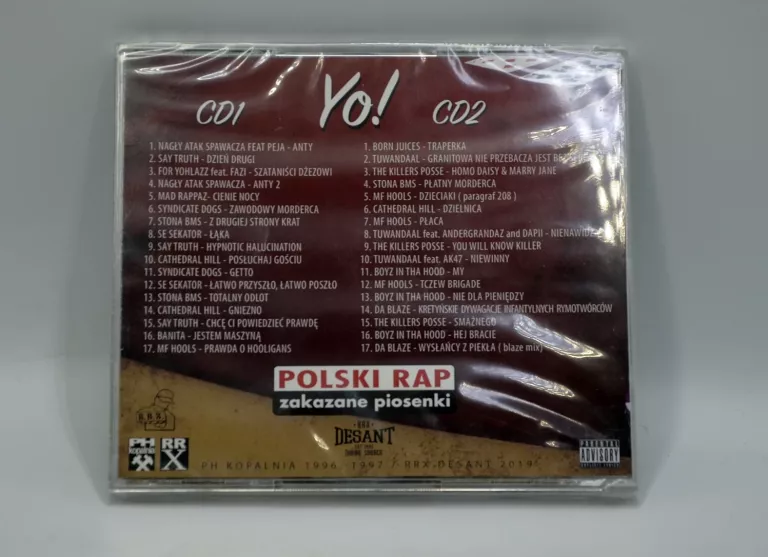 Yo!
CD1
1. NAGŁY ATAK SPAWACZA FEAT PEJA - ANTY
2. SAY TRUTH - DZIEŃ DRUGI
3. FOR YOHLAZZ feat. FAZI - SZATANIŚCI DŻEZOWI
4. NAGŁY ATAK SPAWACZA - ANTY 2
5. MAD RAPPAZ- CIENIE NOCY
6. SYNDICATE DOGS - ZAWODOWY MORDERCA
7. STONA BMS - Z DRUGIEJ STRONY KRAT
8. SE SEKATOR - ŁĄKA
9. SAY TRUTH - HYPNOTIC HALUCINATION
10. CATHEDRAL HILL - POSŁUCHAJ GOŚCIU
11. SYNDICATE DOGS - GETTO
12. SE SEKATOR - ŁATWO PRZYSZŁO, ŁATWO POSZŁO
13. STONA BMS - TOTALNY ODLOT
14. CATHEDRAL HILL - GNIEZNO
15. SAY TRUTH - CHCĘ CI POWIEDZIEĆ PRAWDĘ
16. BANITA - JESTEM MASZYNĄ
17. MF HOOLS - PRAWDA O HOOLIGANS
CD2
1. BORN JUICES - TRAPERKA
2. TUWANDAAL - GRANITOWA NIE PRZEBACZA JEST
3. THE KILLERS POSSE - HOMO DAISY & MARRY JANE
4. STONA BMS - PŁATNY MORDERCA
5. MF HOOLS - DZIECIAKI ( paragraf 208 )
6. CATHEDRAL HILL - DZIELNICA
7. MF HOOLS - PŁACA
8. TUWANDAAL feat. ANDERGRANDAZ and DAPII - NIENAWIDZ
9. THE KILLERS POSSE - YOU WILL KNOW KILLER
10. TUWANDAAL feat. AK47 - NIEWINNY
11. BOYZ IN THA HOOD - MY
12. MF HOOLS - TCZEW BRIGADE
13. BOYZ IN THA HOOD - NIE DLA PIENIĘDZY
14. DA BLAZE - KRETYŃSKIE DYWAGACJE INFANTYLNYCH RYMOTWÓRCÓW
15. THE KILLERS POSSE - SMAŻNEGO
16. BOYZ IN THA HOOD - HEJ BRACIE
17. DA BLAZE - WYSŁAŃCY Z PIEKŁA ( blaze mix)
POLSKI RAP
zakazane piosenki
PH
kopalnia
RR
X
DESANT
PARENTAL
ADVISORY
PH KOPALNIA 1996 -1997 / RRX DESANT 2019